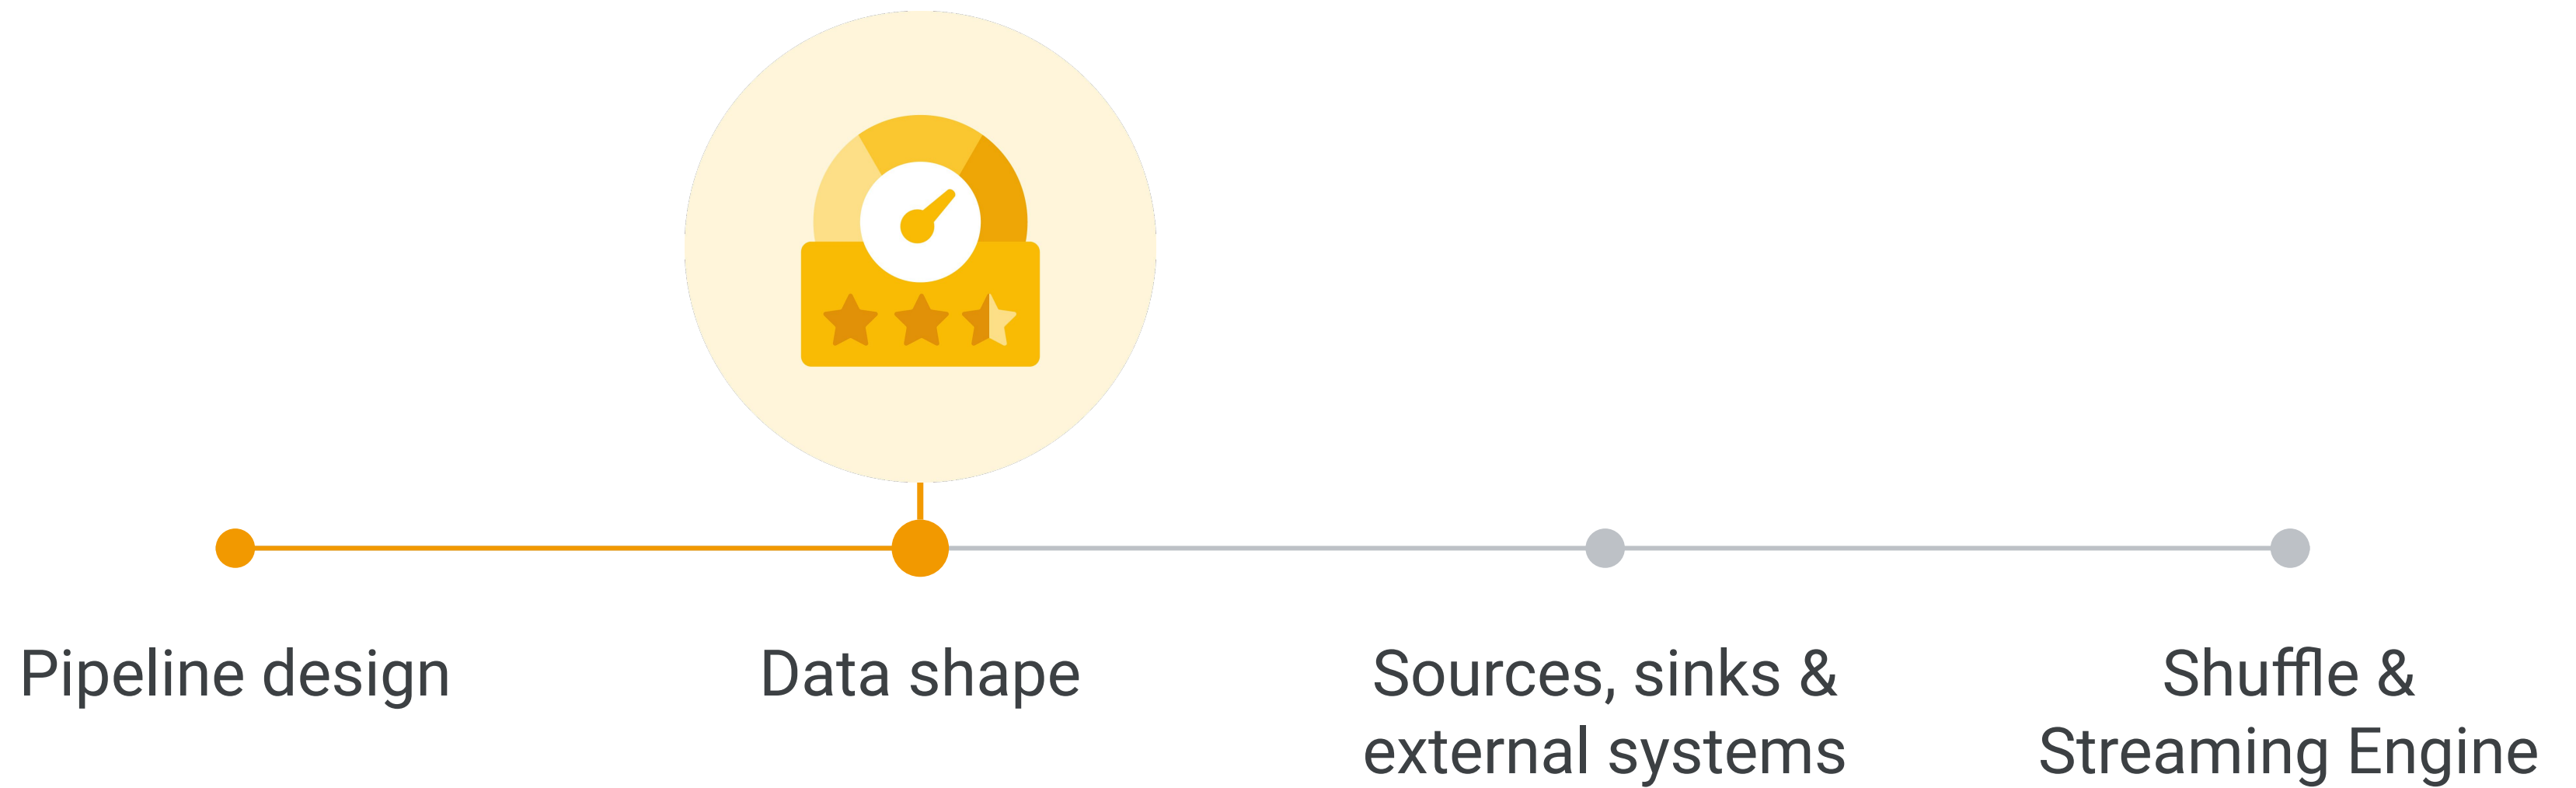 Pipeline design
Data shape
Sources, sinks &
external systems
Shuffle &
Streaming Engine